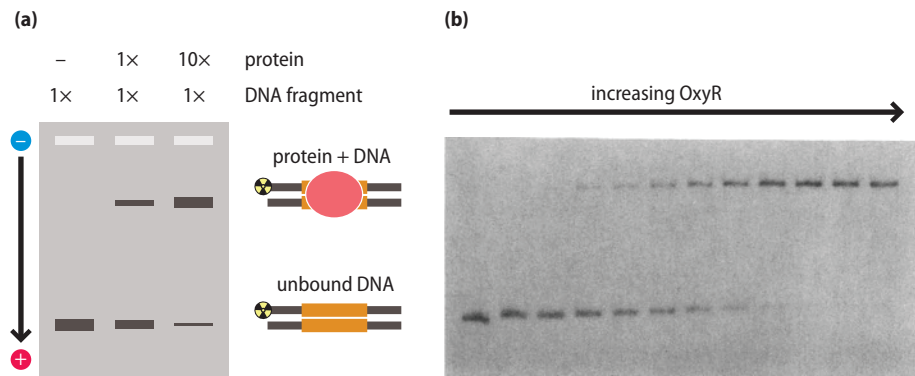 (a)
– 1× 10× protein
1× 1× 1× DNA fragment
−
protein + DNA
unbound DNA
+
(b)
increasing OxyR